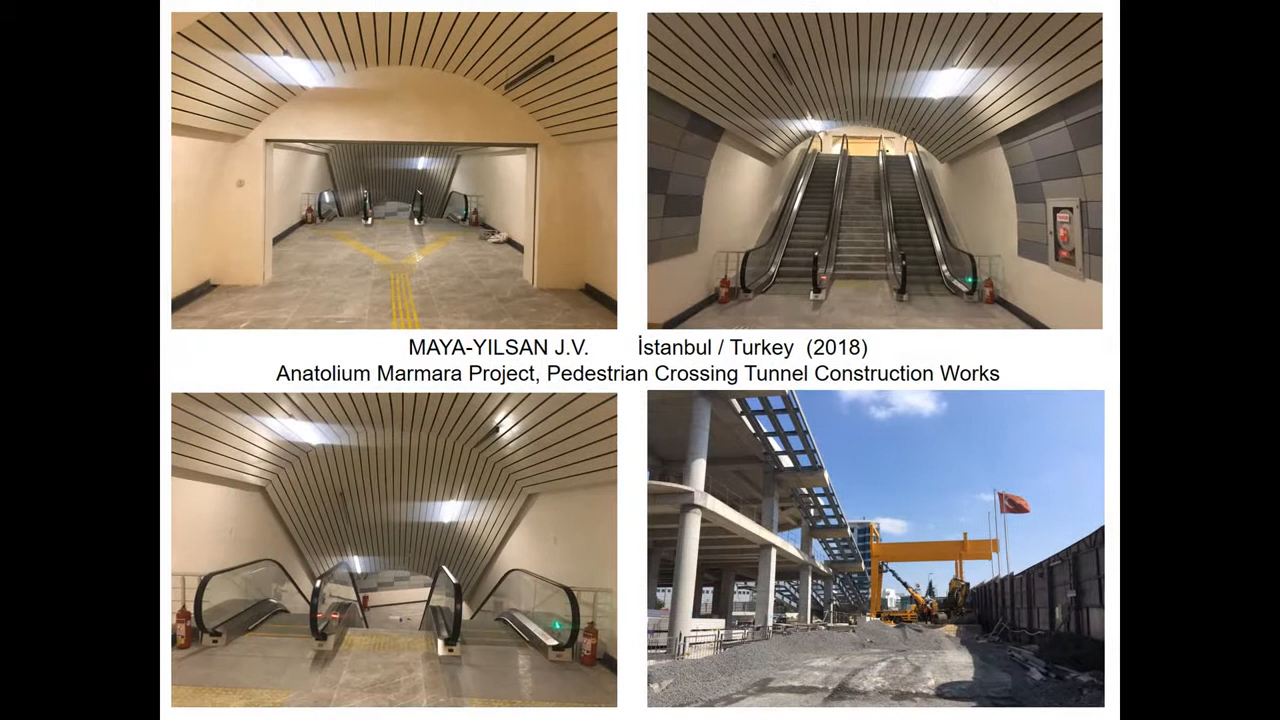 MAYA-YILSAN J.V. İstanbul / Turkey (2018)
Anatolium Marmara Project, Pedestrian Crossing Tunnel Construction Works